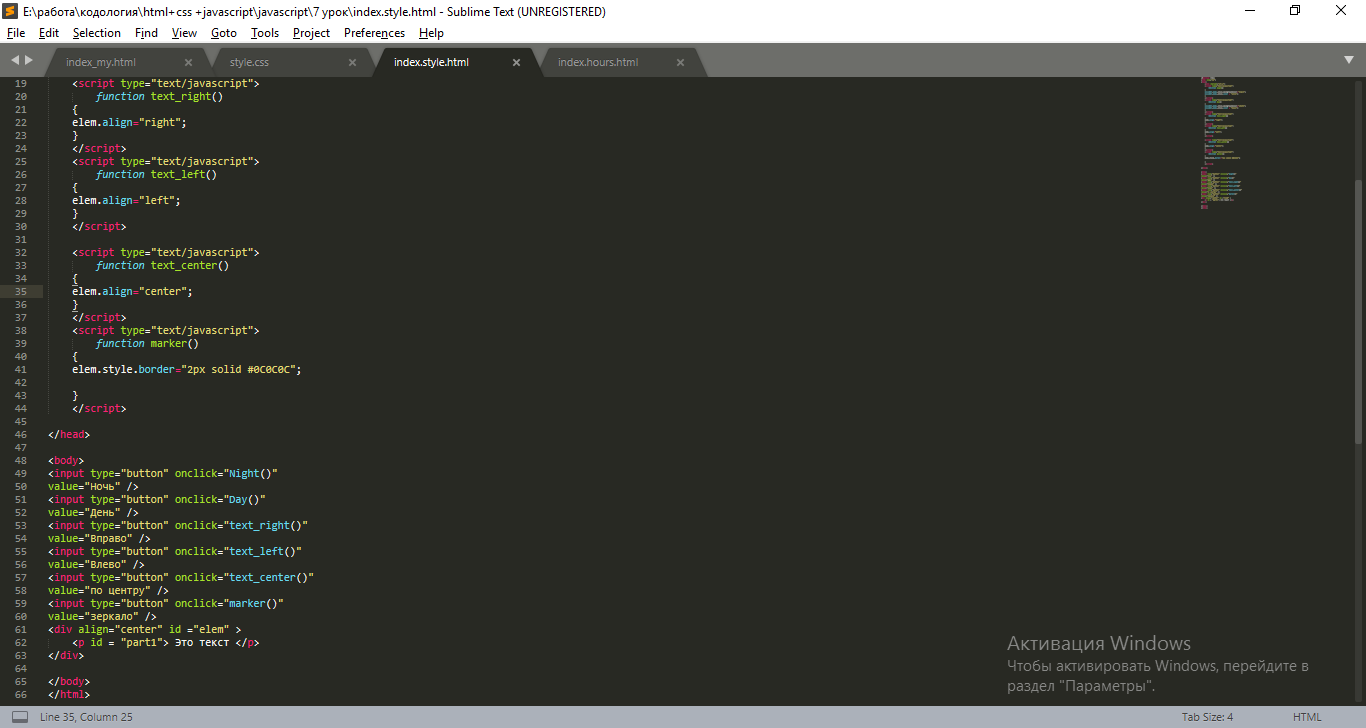 E:\работа\кодология\html+css +javascript\javascript\7 урок\index.style.html - Sublime Text (UNREGISTERED)
File Edit Selection Find View Goto Tools Project Preferences Help
index_my.html × style.css × index.style.html × index.hours.html ×
19 <script type="text/javascript">
20 function text_right()
21 {
22 elem.align="right";
23 }
24 </script>
25 <script type="text/javascript">
26 function text_left()
27 {
28 elem.align="left";
29 }
30 </script>
31
32 <script type="text/javascript">
33 function text_center()
34 {
35 elem.align="center";
36 }
37 </script>
38 <script type="text/javascript">
39 function marker()
40 {
41 elem.style.border="2px solid #0C0C0C";
42
43 }
44 </script>
45
46 </head>
47
48 <body>
49 <input type="button" onclick="Night()"
50 value="Ночь" />
51 <input type="button" onclick="Day()"
52 value="День" />
53 <input type="button" onclick="text_right()"
54 value="Вправо" />
55 <input type="button" onclick="text_left()"
56 value="Влево" />
57 <input type="button" onclick="text_center()"
58 value="по центру" />
59 <input type="button" onclick="marker()"
60 value="зеркало" />
61 <div align="center" id ="elem" >
62 <p id = "part1"> Это текст </p>
63 </div>
64
65 </body>
66 </html>
Активация Windows
Чтобы активировать Windows, перейдите в
раздел "Параметры".
Line 35, Column 25 Tab Size: 4 HTML